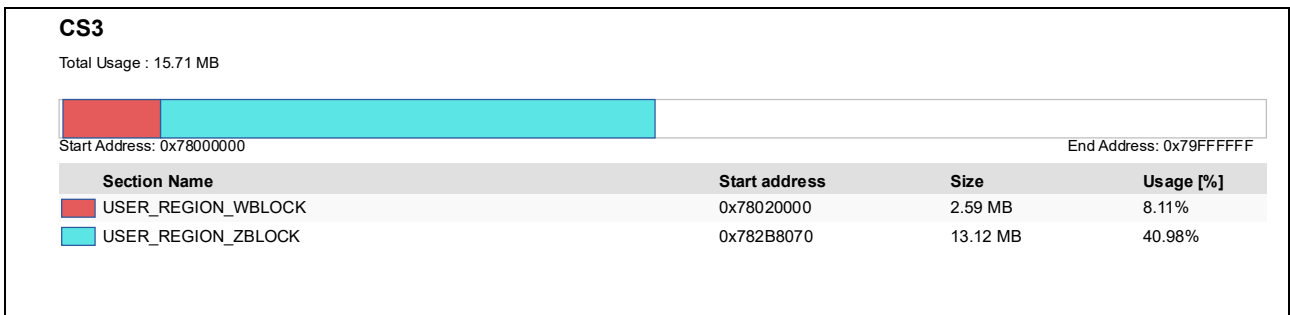 CS3
Total Usage : 15.71 MB
Start Address: 0x78000000 End Address: 0x79FFFFFF
Section Name Start address Size Usage [%]
USER_REGION_WBLOCK 0x78020000 2.59 MB 8.11%
USER_REGION_ZBLOCK 0x782B8070 13.12 MB 40.98%